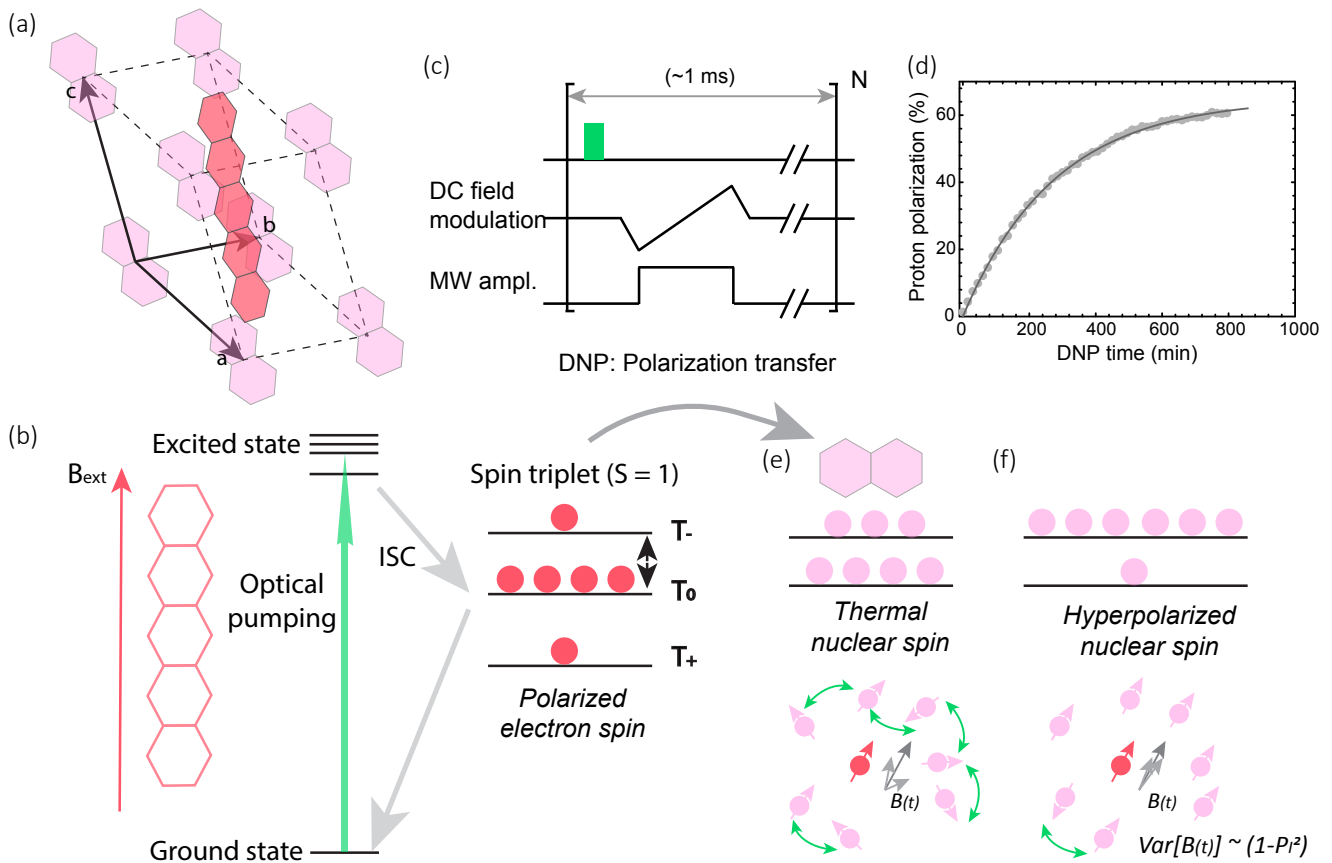 (a)
c
b
a
(c)
(~1 ms)
N
DC field
modulation
MW ampl.
DNP: Polarization transfer
(d)
Proton polarization (%)
60
40
20
0
0
200
400
600
800
1000
DNP time (min)
(b)
Bext
Excited state
Optical
pumping
ISC
Ground state
Spin triplet (S = 1)
T-
T0
T+
Polarized
electron spin
(e)
Thermal
nuclear spin
B(t)
(f)
Hyperpolarized
nuclear spin
B(t)
Var[B(t)] ~ (1-PI²)